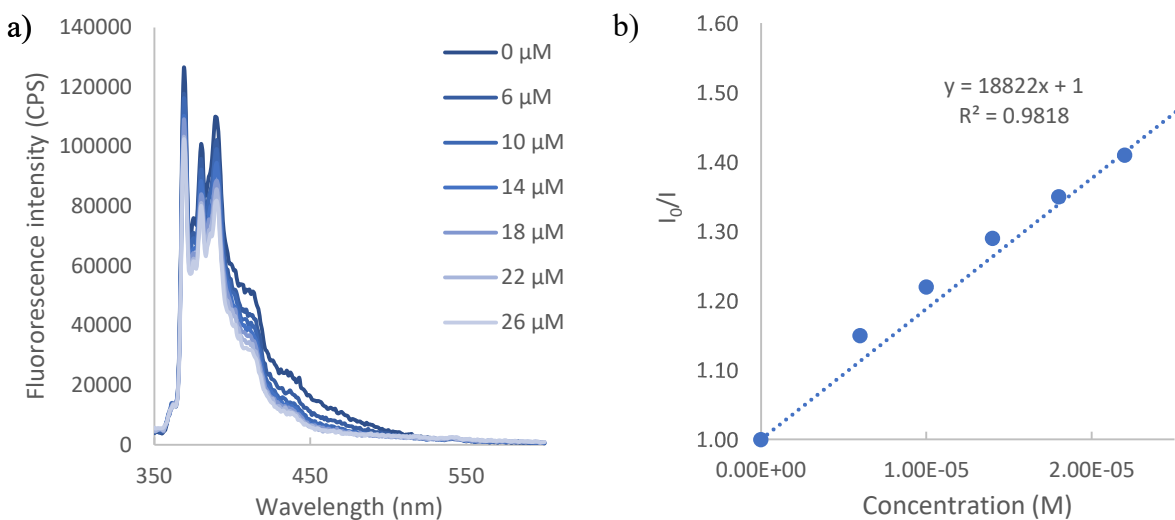 a)
Fluororescence intensity (CPS)
140000
120000
100000
80000
60000
40000
20000
0
350
450
550
Wavelength (nm)
0 µM
6 µM
10 µM
14 µM
18 µM
22 µM
26 µM
b)
I0/I
1.60
1.50
1.40
1.30
1.20
1.10
1.00
y = 18822x + 1
R² = 0.9818
0.00E+00
1.00E-05
2.00E-05
Concentration (M)